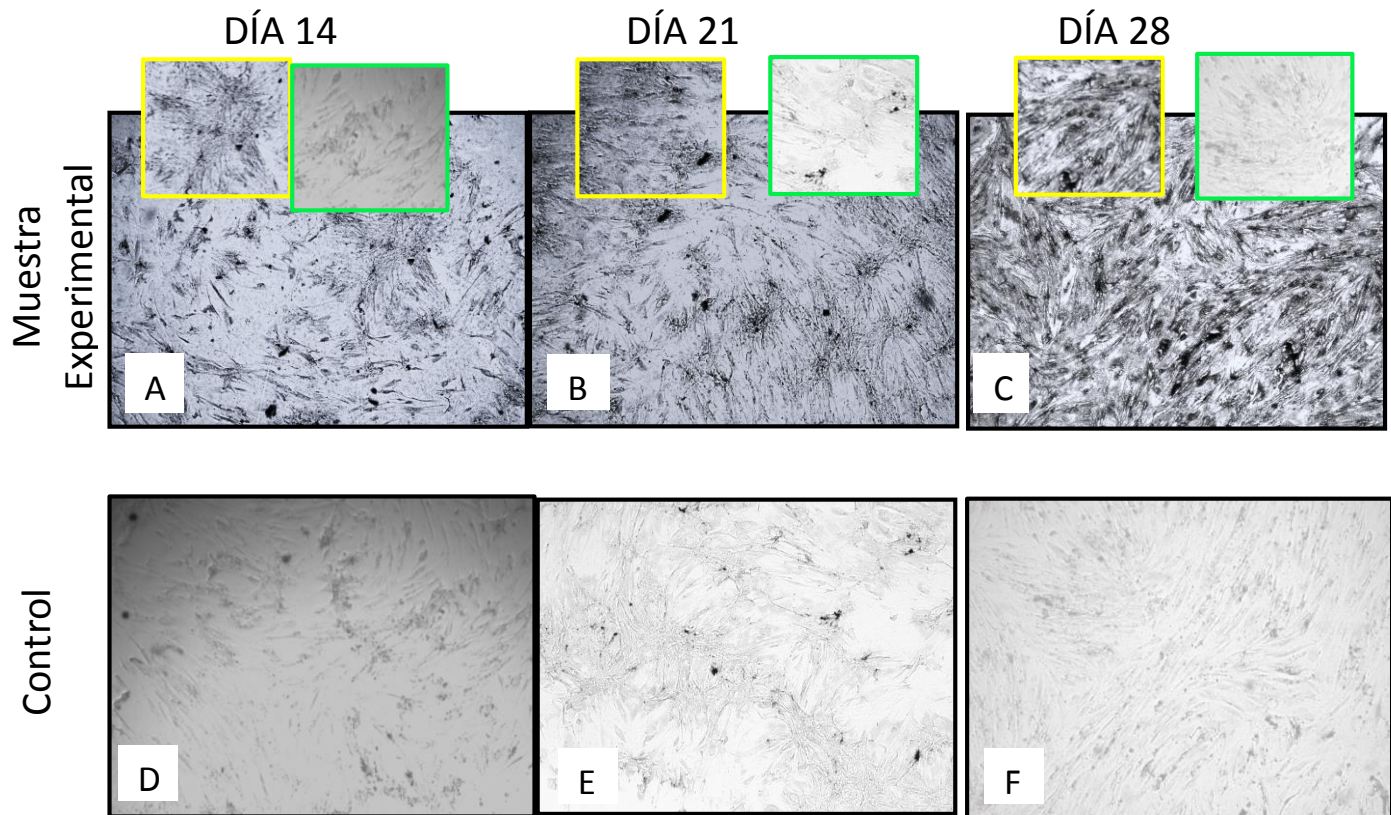 DÍA 14
DÍA 21
DÍA 28
Muestra
Experimental
A
B
C
Control
D
E
F